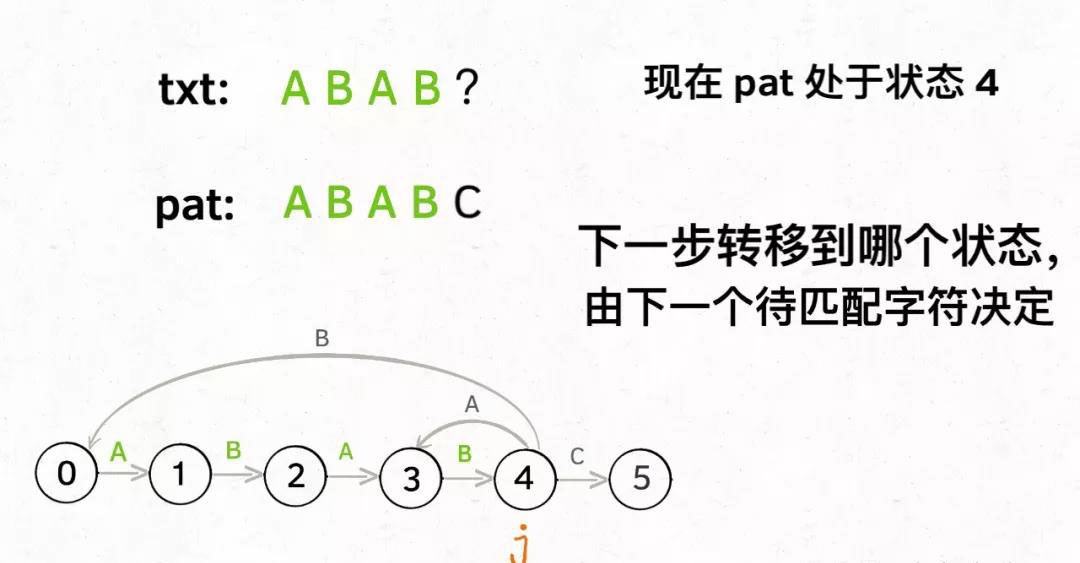 txt: A B A B ?
现在 pat 处于状态 4
pat: A B A B C
下一步转移到哪个状态，
由下一个待匹配字符决定
B
A
A B A B C
0 1 2 3 4 5
j